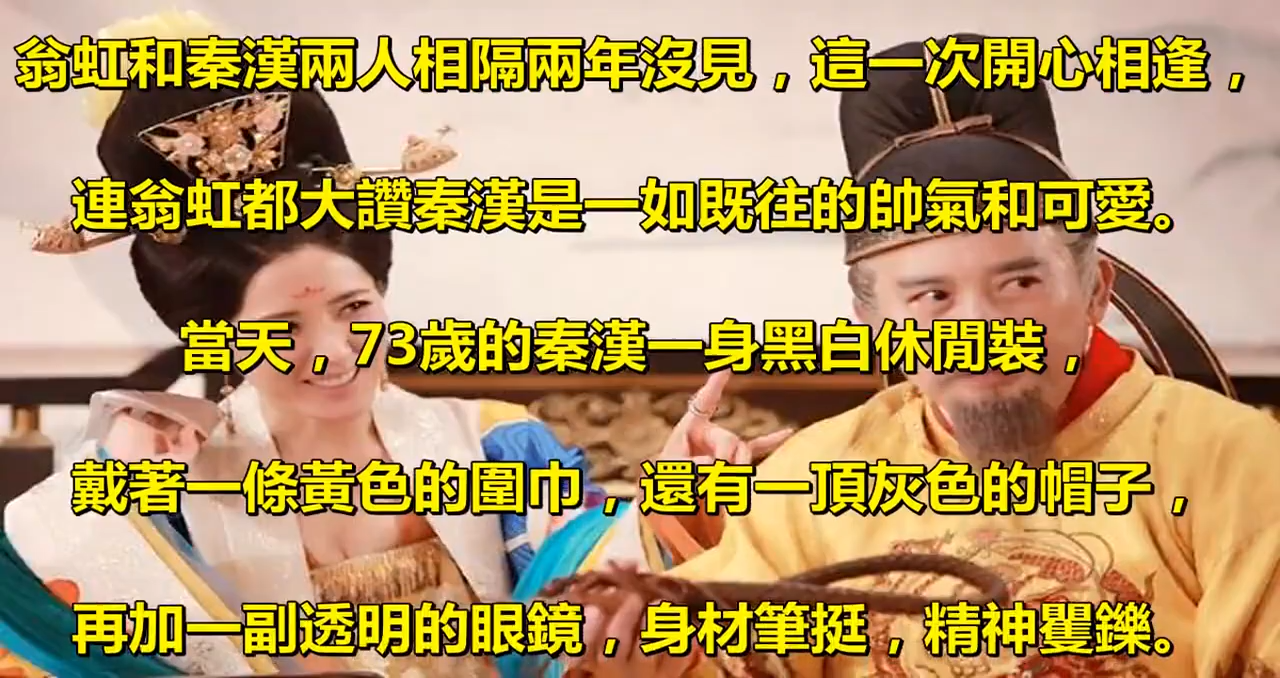 翁虹和秦漢兩人相隔兩年沒見，這一次開心相逢，
連翁虹都大讚秦漢是一如既往的帥氣和可愛。
當天，73歲的秦漢一身黑白休閒裝，
戴著一條黃色的圍巾，還有一頂灰色的帽子，
再加一副透明的眼鏡，身材筆挺，精神矍鑠。